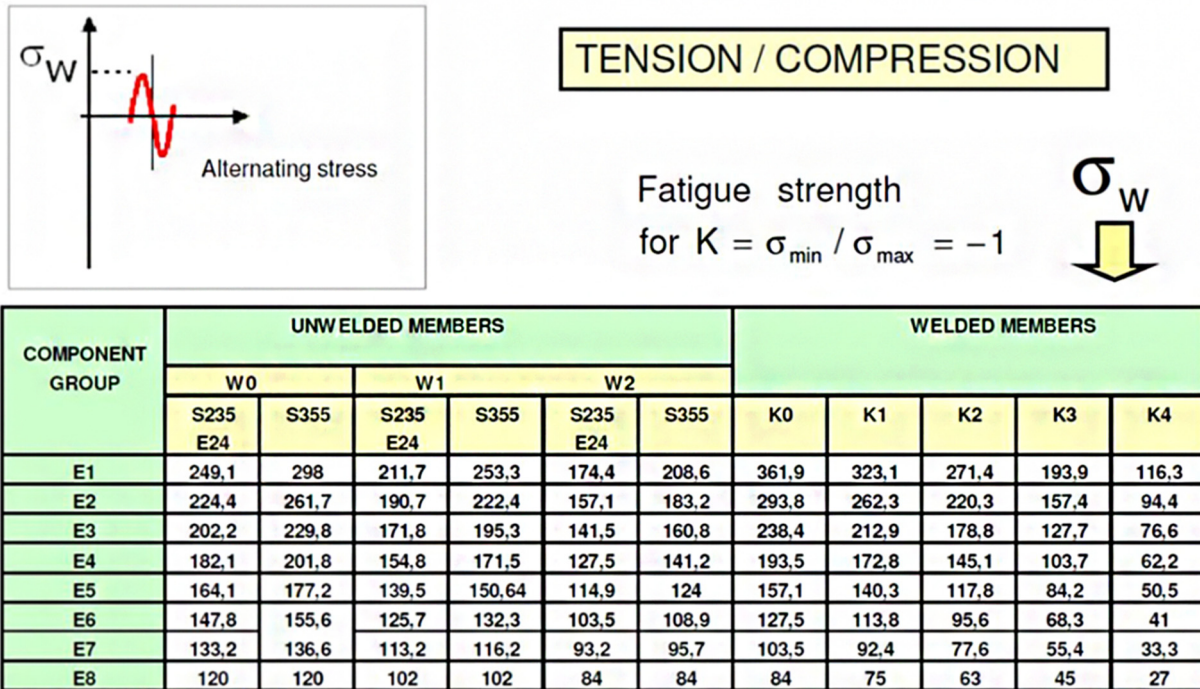 σW
Alternating stress
TENSION / COMPRESSION
Fatigue strength
for K = σmin / σmax = −1
σW
COMPONENT GROUP UNWELDED MEMBERS WELDED MEMBERS
W0 W1 W2
S235 E24 S355 S235 E24 S355 S235 E24 S355 K0 K1 K2 K3 K4
E1 249,1 298 211,7 253,3 174,4 208,6 361,9 323,1 271,4 193,9 116,3
E2 224,4 261,7 190,7 222,4 157,1 183,2 293,8 262,3 220,3 157,4 94,4
E3 202,2 229,8 171,8 195,3 141,5 160,8 238,4 212,9 178,8 127,7 76,6
E4 182,1 201,8 154,8 171,5 127,5 141,2 193,5 172,8 145,1 103,7 62,2
E5 164,1 177,2 139,5 150,64 114,9 124 157,1 140,3 117,8 84,2 50,5
E6 147,8 155,6 125,7 132,3 103,5 108,9 127,5 113,8 95,6 68,3 41
E7 133,2 136,6 113,2 116,2 93,2 95,7 103,5 92,4 77,6 55,4 33,3
E8 120 120 102 102 84 84 84 75 63 45 27